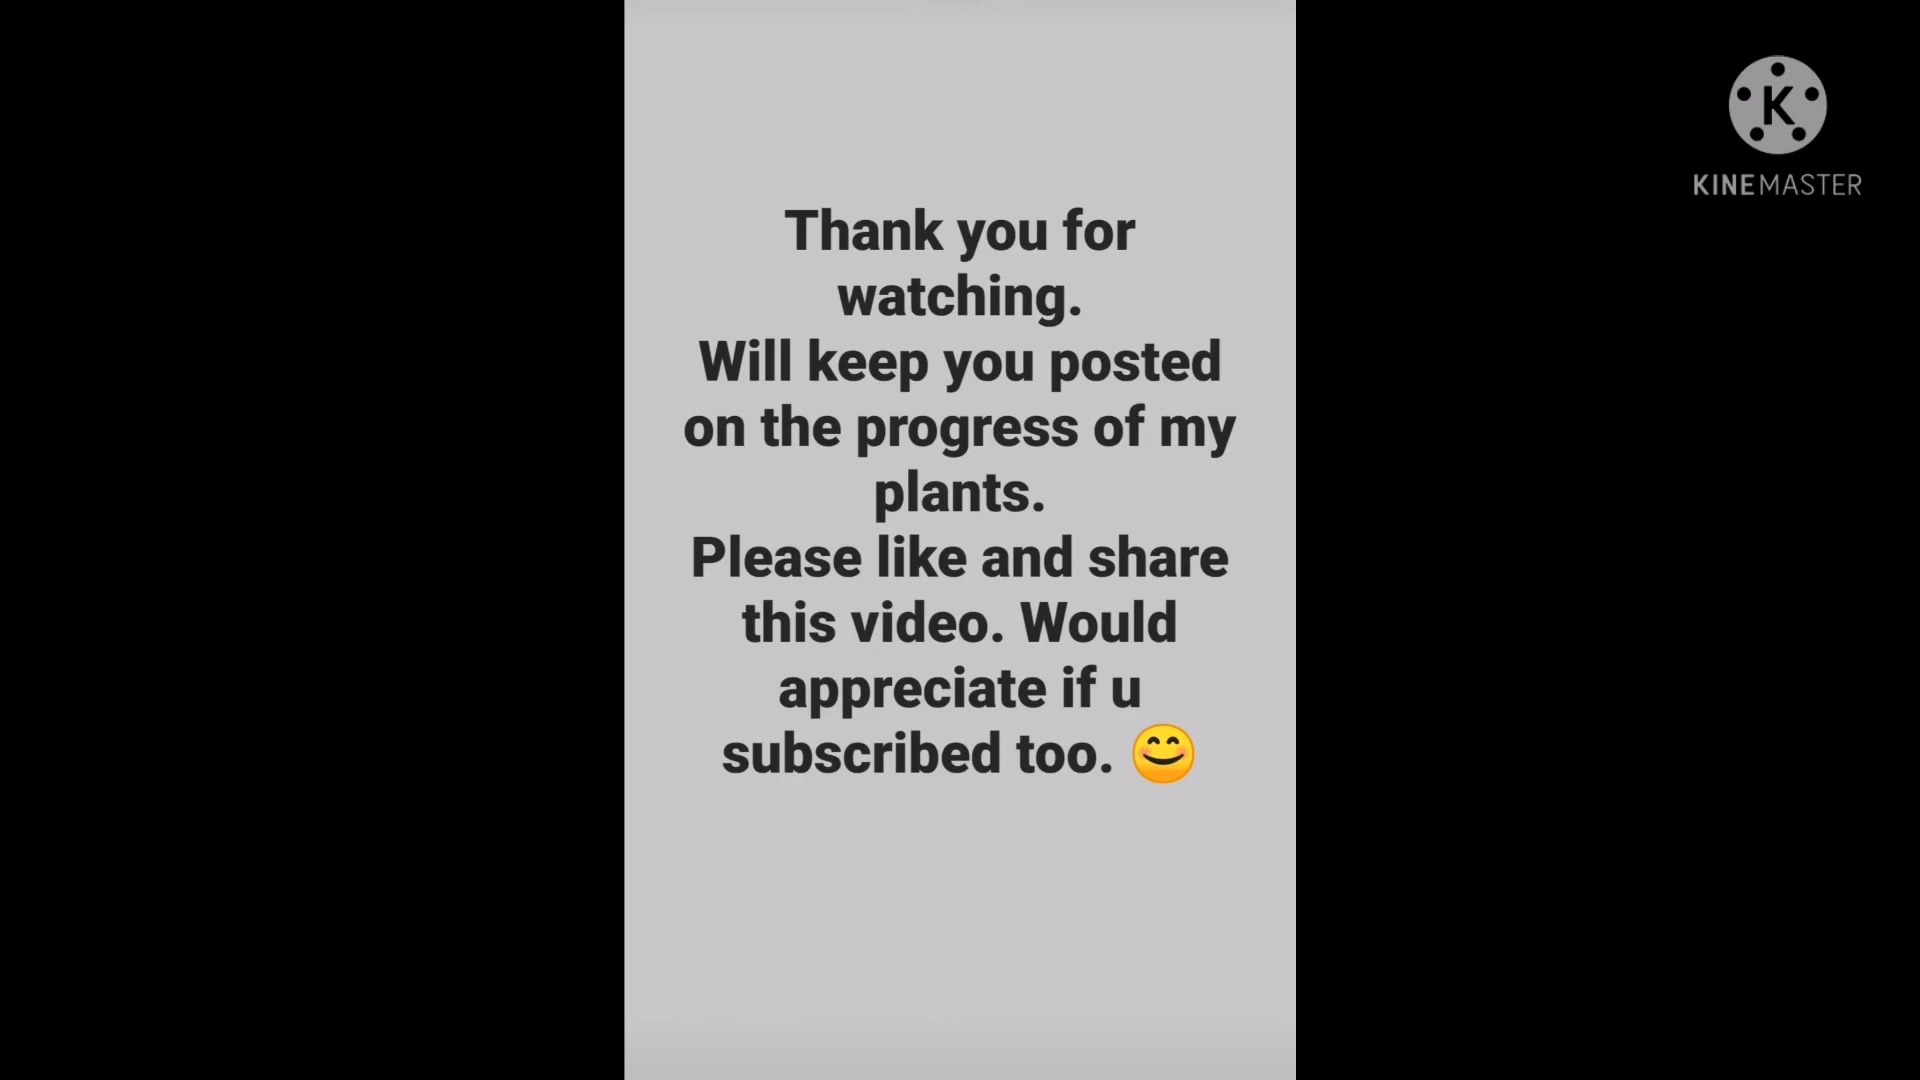 Thank you for
watching.
Will keep you posted
on the progress of my
plants.
Please like and share
this video. Would
appreciate if u
subscribed too. 😊
K
KINEMASTER